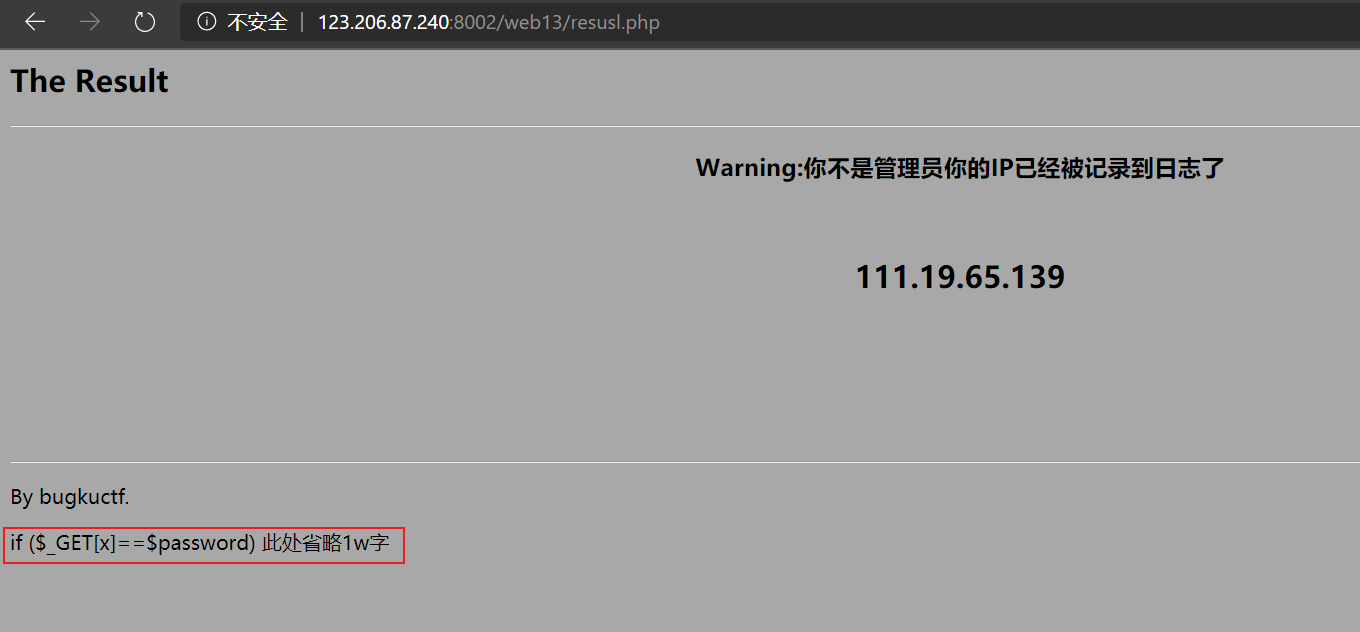 不安全 | 123.206.87.240:8002/web13/resusl.php
The Result
Warning:你不是管理员你的IP已经被记录到日志了
111.19.65.139
By bugkuctf.
if ($_GET[x]==$password) 此处省略1w字